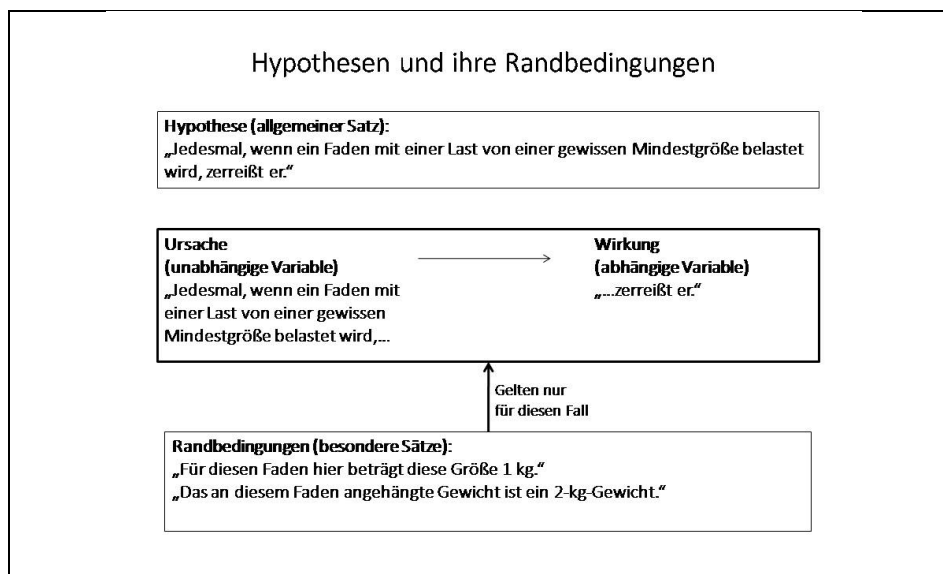 Hypothesen und ihre Randbedingungen
Hypothese (allgemeiner Satz):
„Jedesmal, wenn ein Faden mit einer Last von einer gewissen Mindestgröße belastet
wird, zerreißt er.“
Ursache
(unabhängige Variable)
„Jedesmal, wenn ein Faden mit
einer Last von einer gewissen
Mindestgröße belastet wird,...
Wirkung
(abhängige Variable)
„...zerreißt er.“
Gelten nur
für diesen Fall
Randbedingungen (besondere Sätze):
„Für diesen Faden hier beträgt diese Größe 1 kg.“
„Das an diesem Faden angehängte Gewicht ist ein 2-kg-Gewicht.“